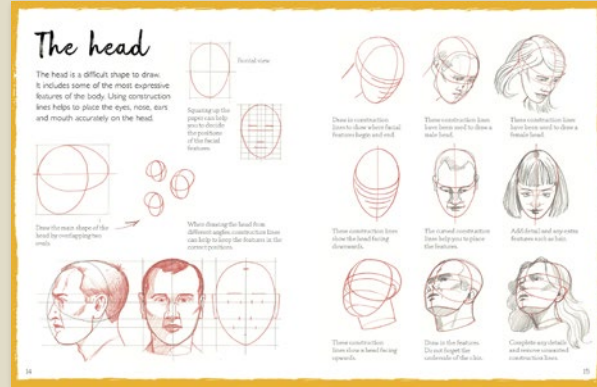 The head
The head is a difficult shape to draw.
It includes some of the most expressive
features of the body. Using construction
lines helps to place the eyes, nose, ears
and mouth accurately on the head.
Frontal view
Squaring up the
paper can help
you to decide
the positions
of the facial
features.
Draw the main shape of the
head by overlapping two
ovals.
When drawing the head from
different angles, construction lines
can help to keep the features in the
correct positions.
14
Draw in construction
lines to show where facial
features begin and end.
These construction lines
have been used to draw a
male head.
These construction lines
have been used to draw a
female head.
These construction lines
show the head facing
downwards.
The curved construction
lines help you to place
the features.
Add detail and any extra
features such as hair.
These construction
lines show a head facing
upwards.
Draw in the features.
Do not forget the
underside of the chin.
Complete any details
and remove unwanted
construction lines.
15